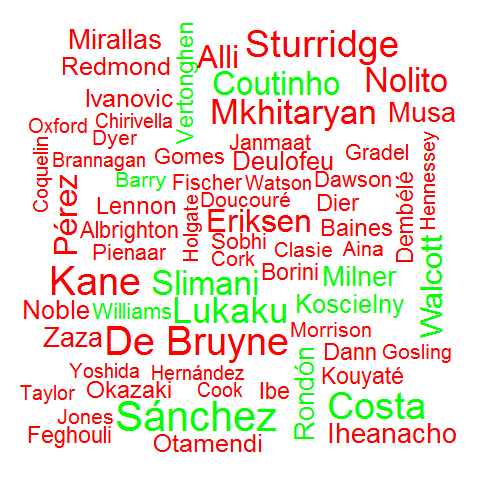 Mirallas
Sturridge
Alli
Vertonghen
Redmond
Coutinho
Nolito
Ivanovic
Mkhitaryan
Musa
Oxford
Chirivella
Dyer
Janmaat
Gradel
Hennessey
Coquelin
Brannagan
Gomes
Deulofeu
Barry
Fischer
Watson
Dawson
Dembélé
Pérez
Lennon
Holgate
Doucouré
Dier
Albrighton
Eriksen
Baines
Pienaar
Sobhi
Cork
Clasie
Aina
Walcott
Kane
Slimani
Borini
Milner
Noble
Williams
Lukaku
Koscielny
Zaza
De Bruyne
Morrison
Dann
Gosling
Yoshida
Hernández
Kouyaté
Taylor
Okazaki
Cook
Ibe
Rondón
Jones
Sánchez
Costa
Feghouli
Otamendi
Iheanacho